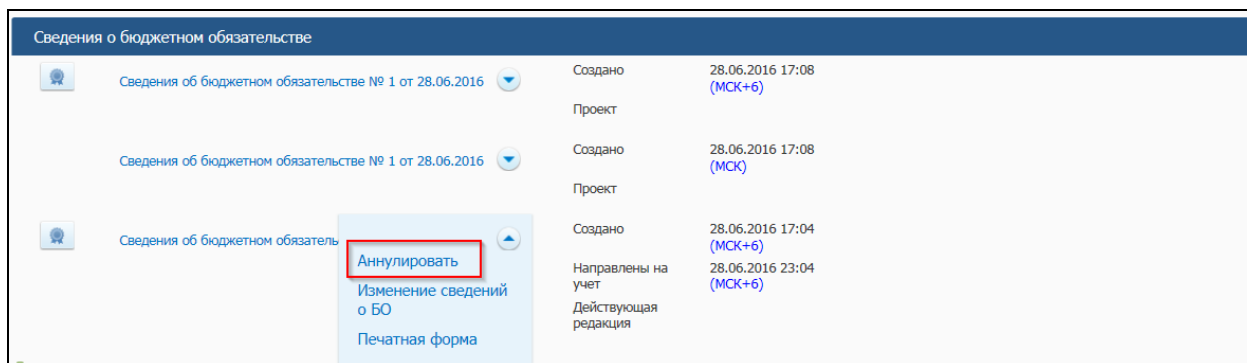 Сведения о бюджетном обязательстве
Сведения об бюджетном обязательстве № 1 от 28.06.2016
Создано 28.06.2016 17:08
(МСК+6)
Проект
Сведения об бюджетном обязательстве № 1 от 28.06.2016
Создано 28.06.2016 17:08
(МСК)
Проект
Сведения об бюджетном обязатель
Аннулировать
Изменение сведений
о БО
Печатная форма
Создано 28.06.2016 17:04
(МСК+6)
Направлены на 28.06.2016 23:04
учет (МСК+6)
Действующая
редакция